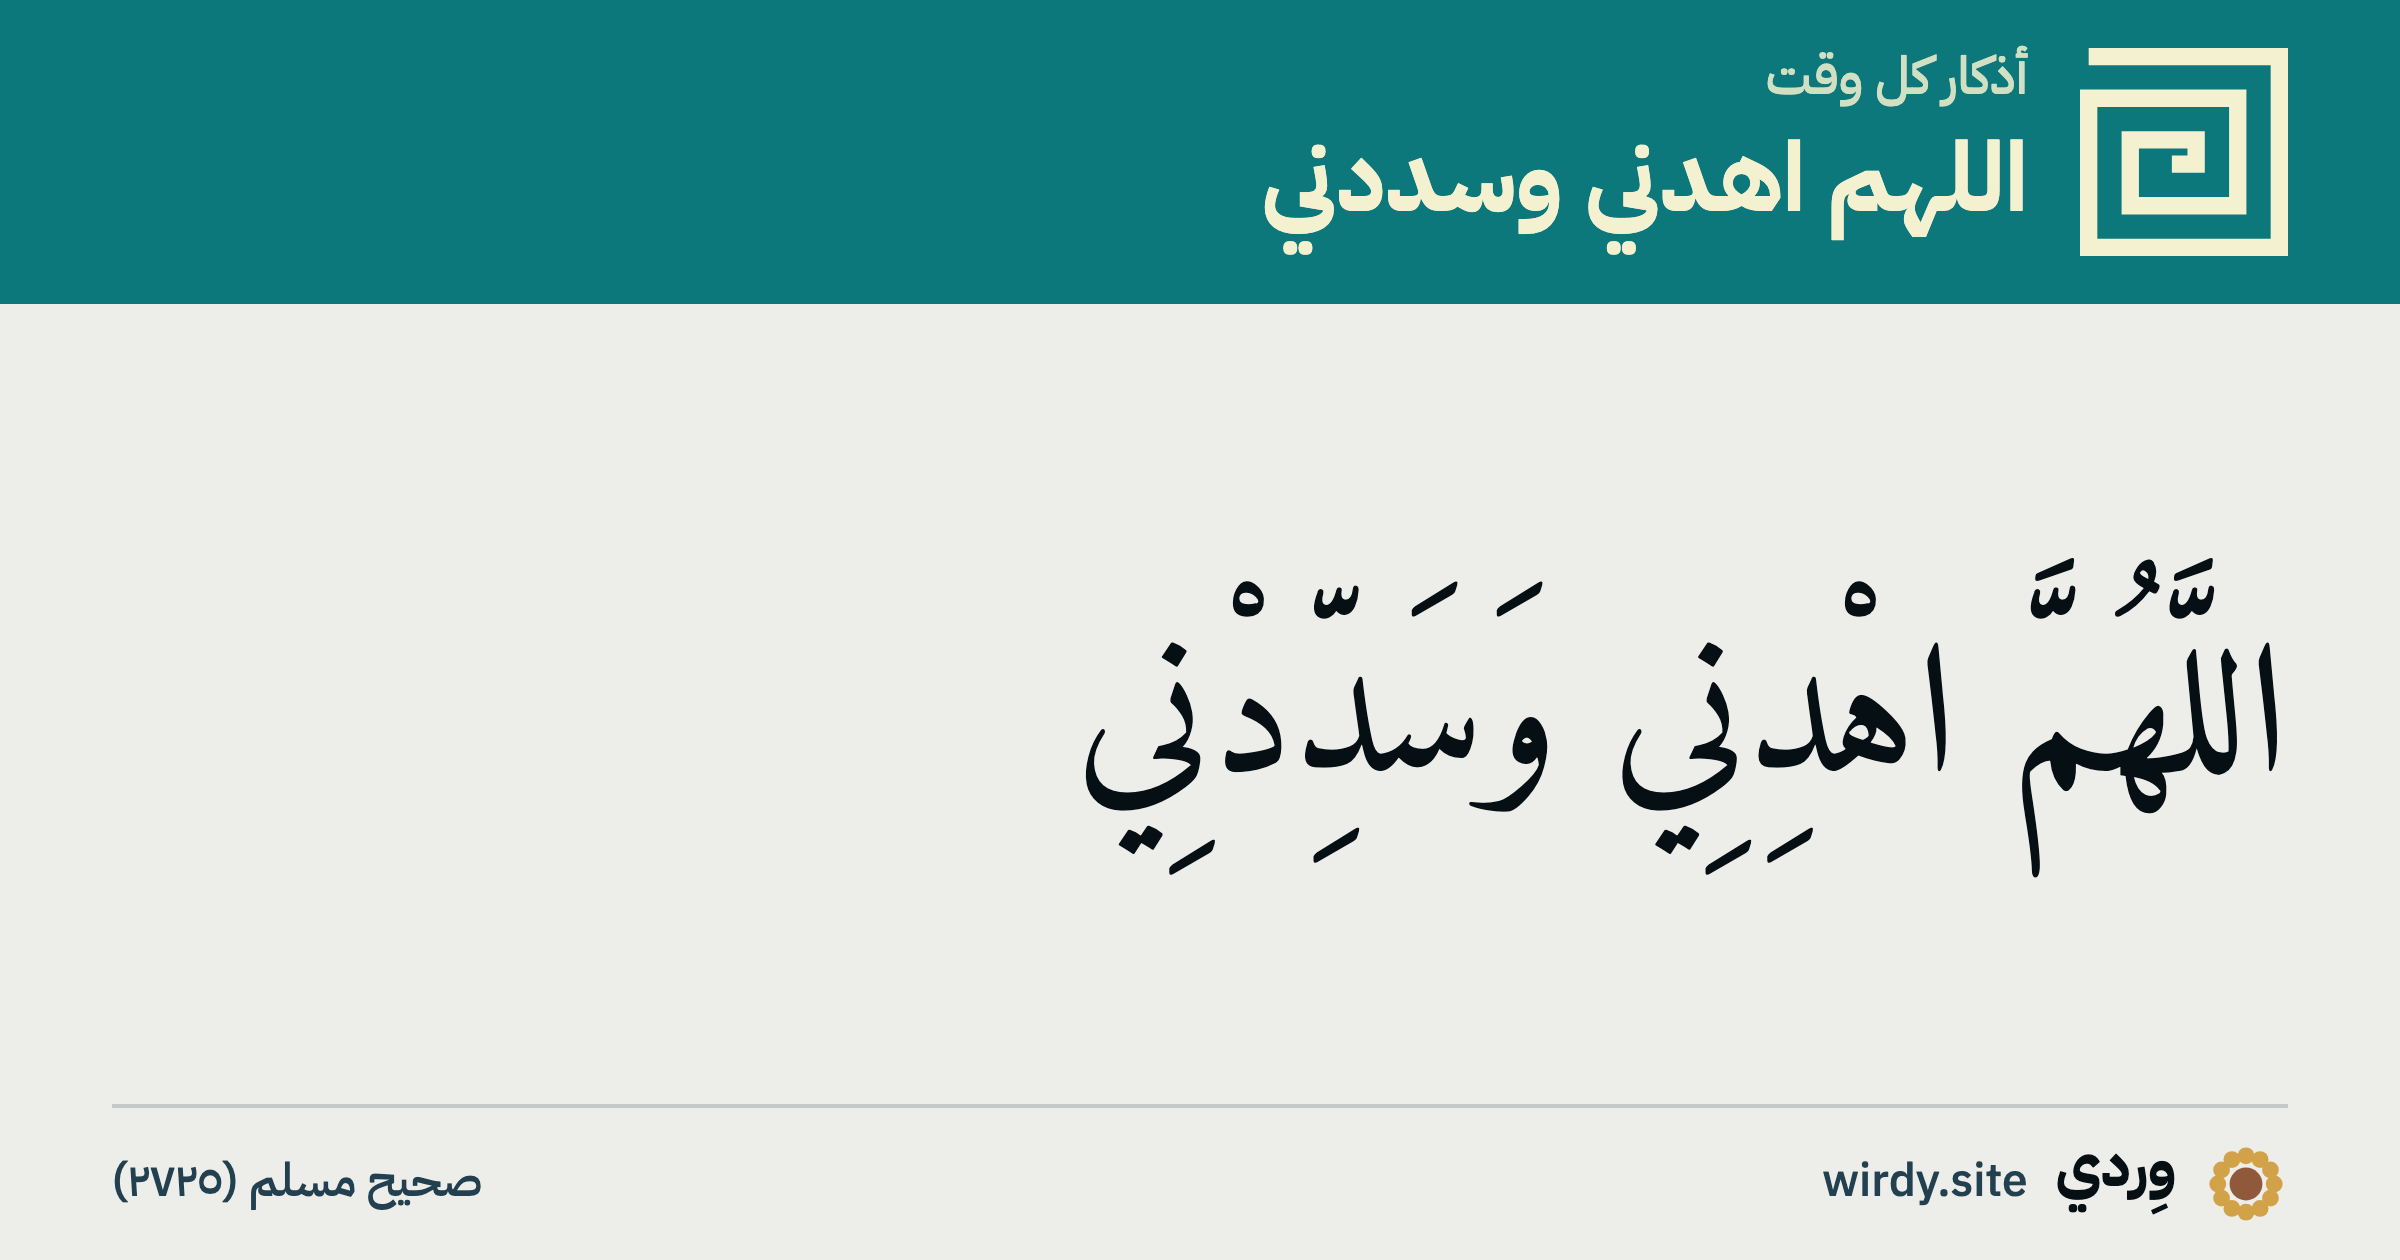 أذكار كل وقت
اللهم اهدني وسددني
اللَّهُمَّ اهْدِنِي وَسَدِّدْنِي
وِردي wirdy.site
صحيح مسلم (٢٧٢٥)